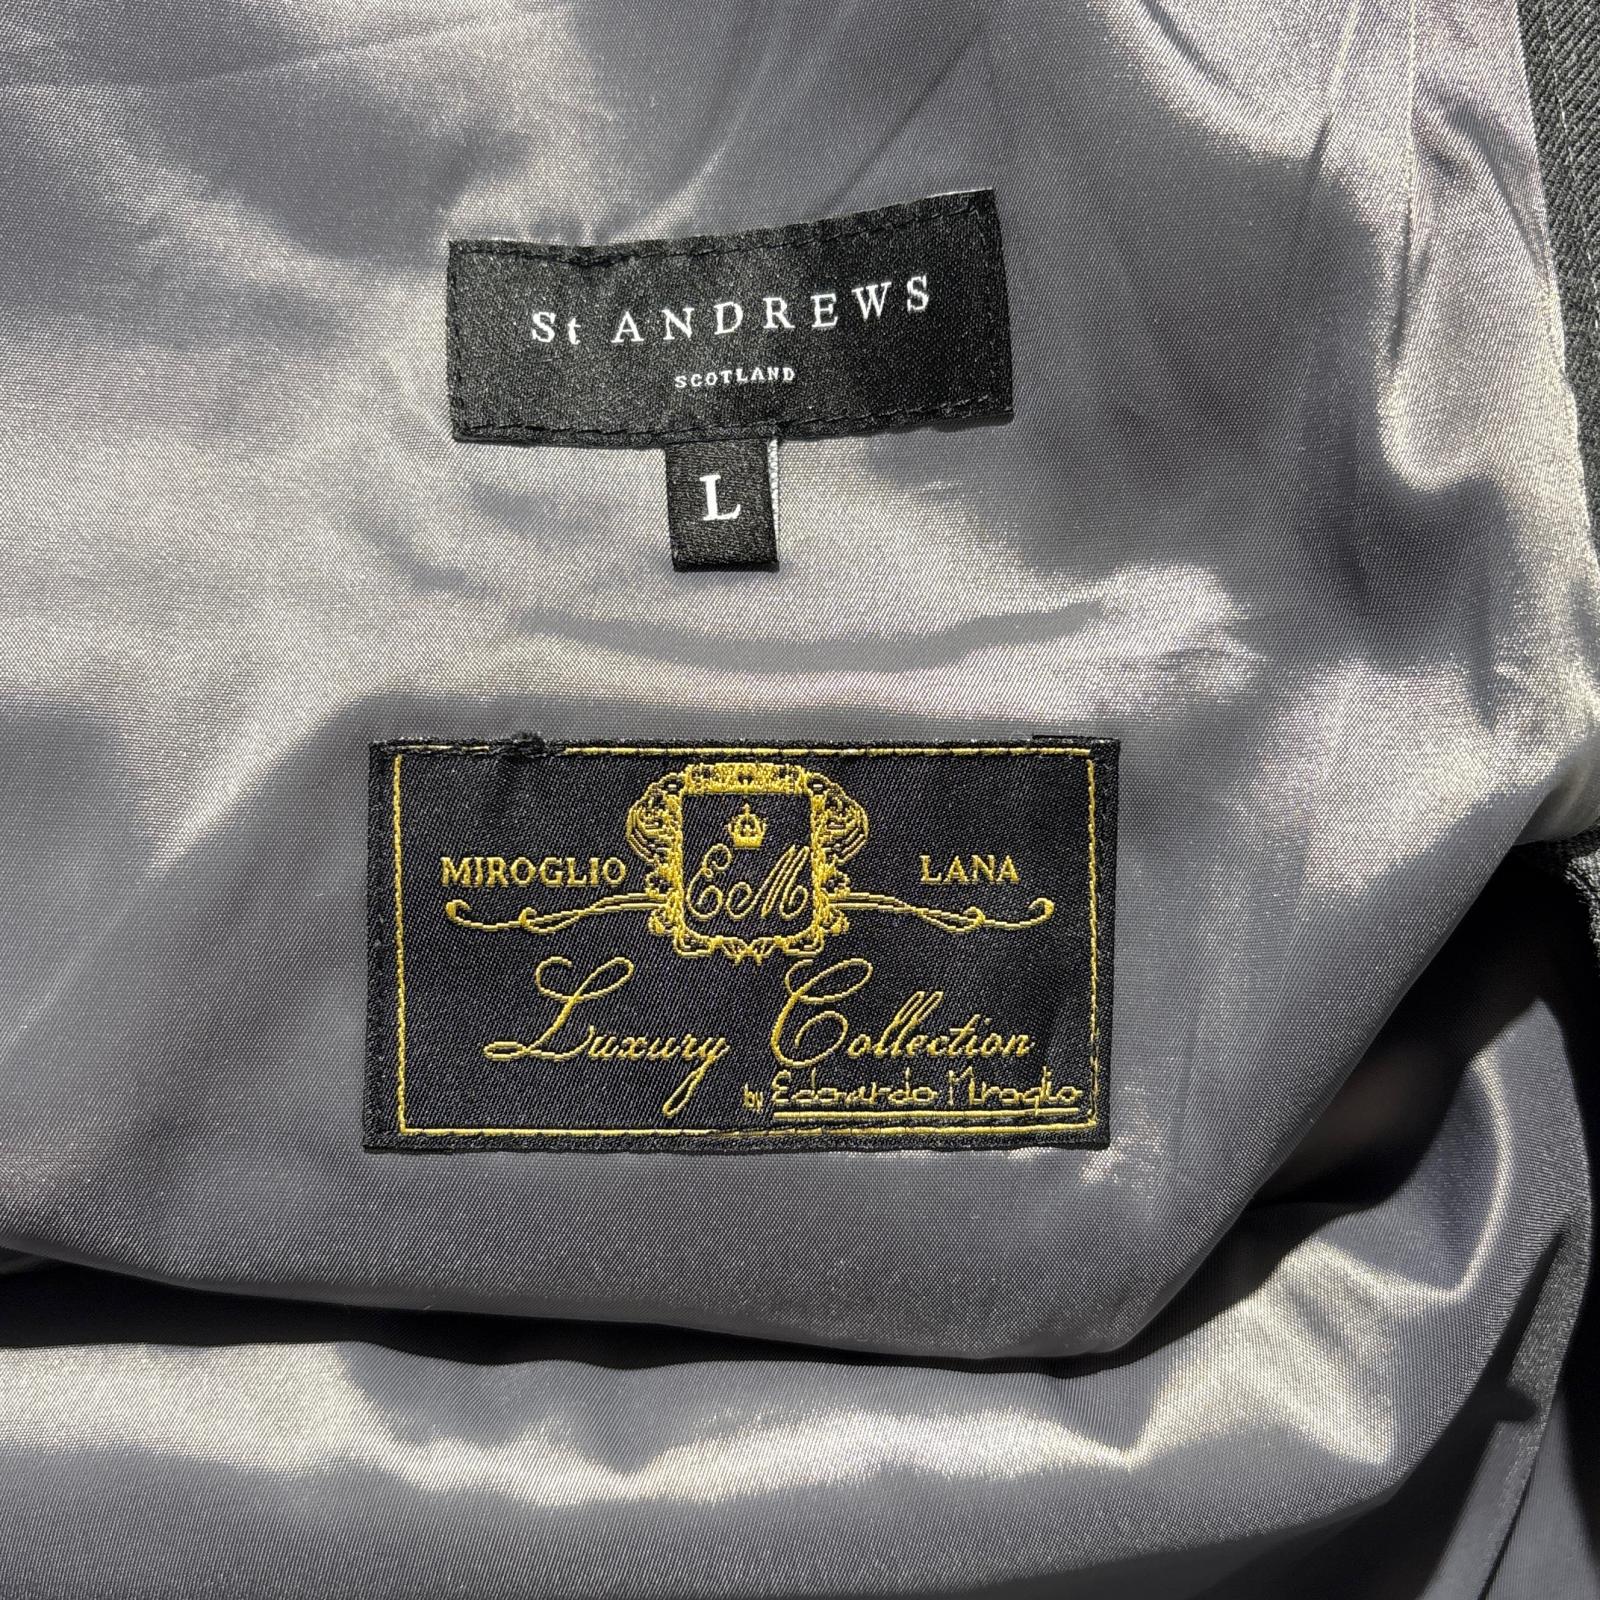 St ANDREWS
SCOTLAND
L
MIROGLIO EM LANA
Luxury Collection
by Edoardo Miroglio